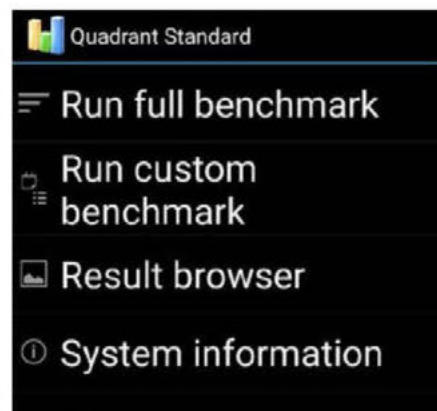 Quadrant Standard
Run full benchmark
Run custom
benchmark
Result browser
System information